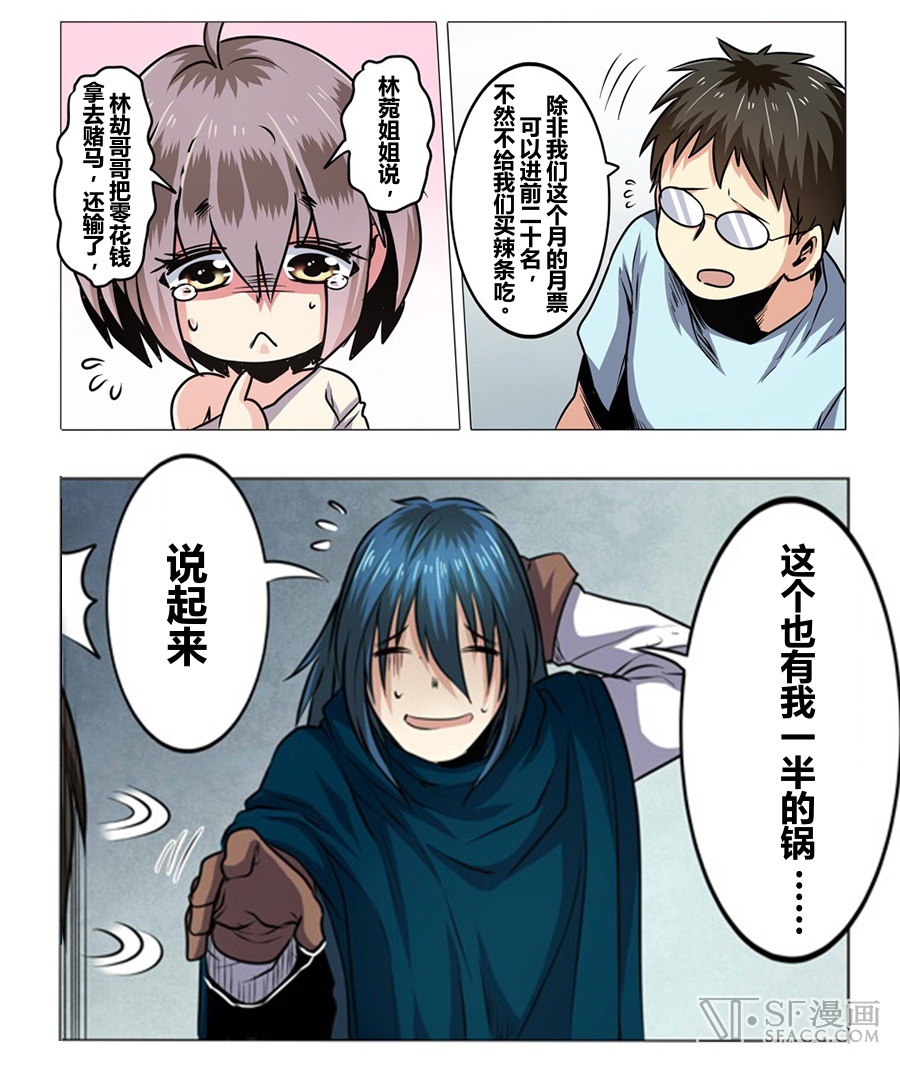 林菀姐姐说，
林劫哥哥把零花钱
拿去赌马，还输了，
除非我们这个月的月票
可以进前二十名，
不然不给我们买辣条吃。
说起来
这个也有我一半的锅……
SF漫画
SFACG.COM